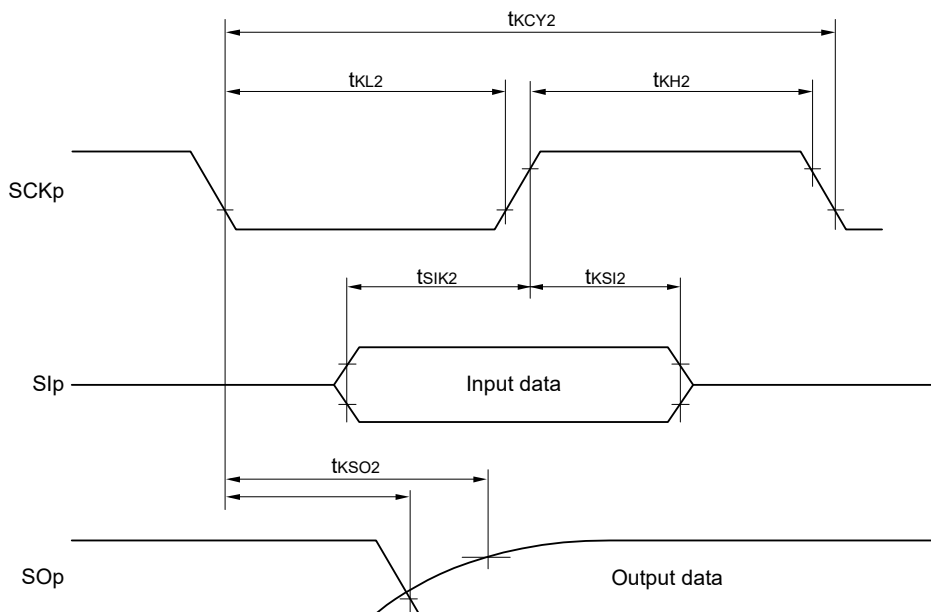 tKCY2
tKL2
tKH2
SCKp
tSIK2
tKSI2
SIp
Input data
tKSO2
SOp
Output data